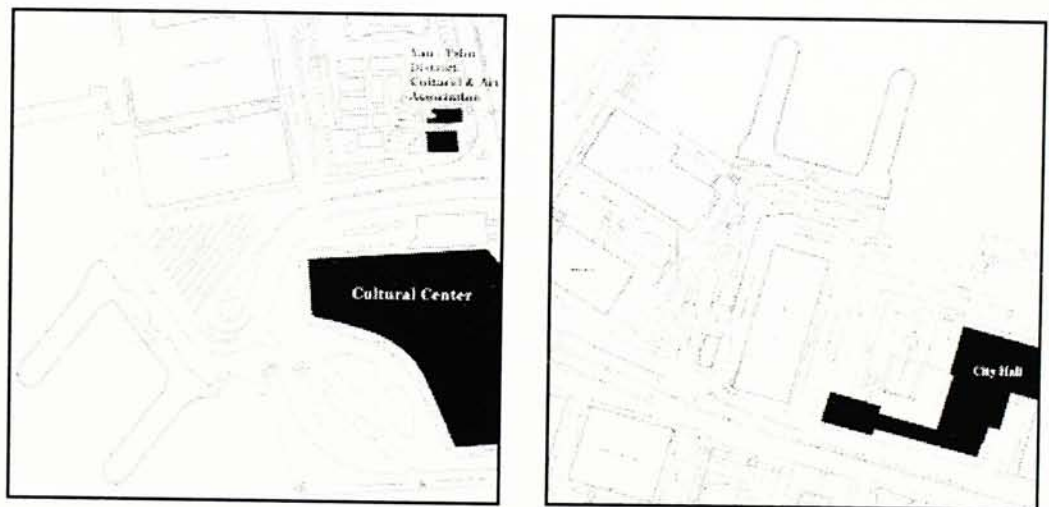 District
Cultural & Art
Association
Cultural Center
City Hall